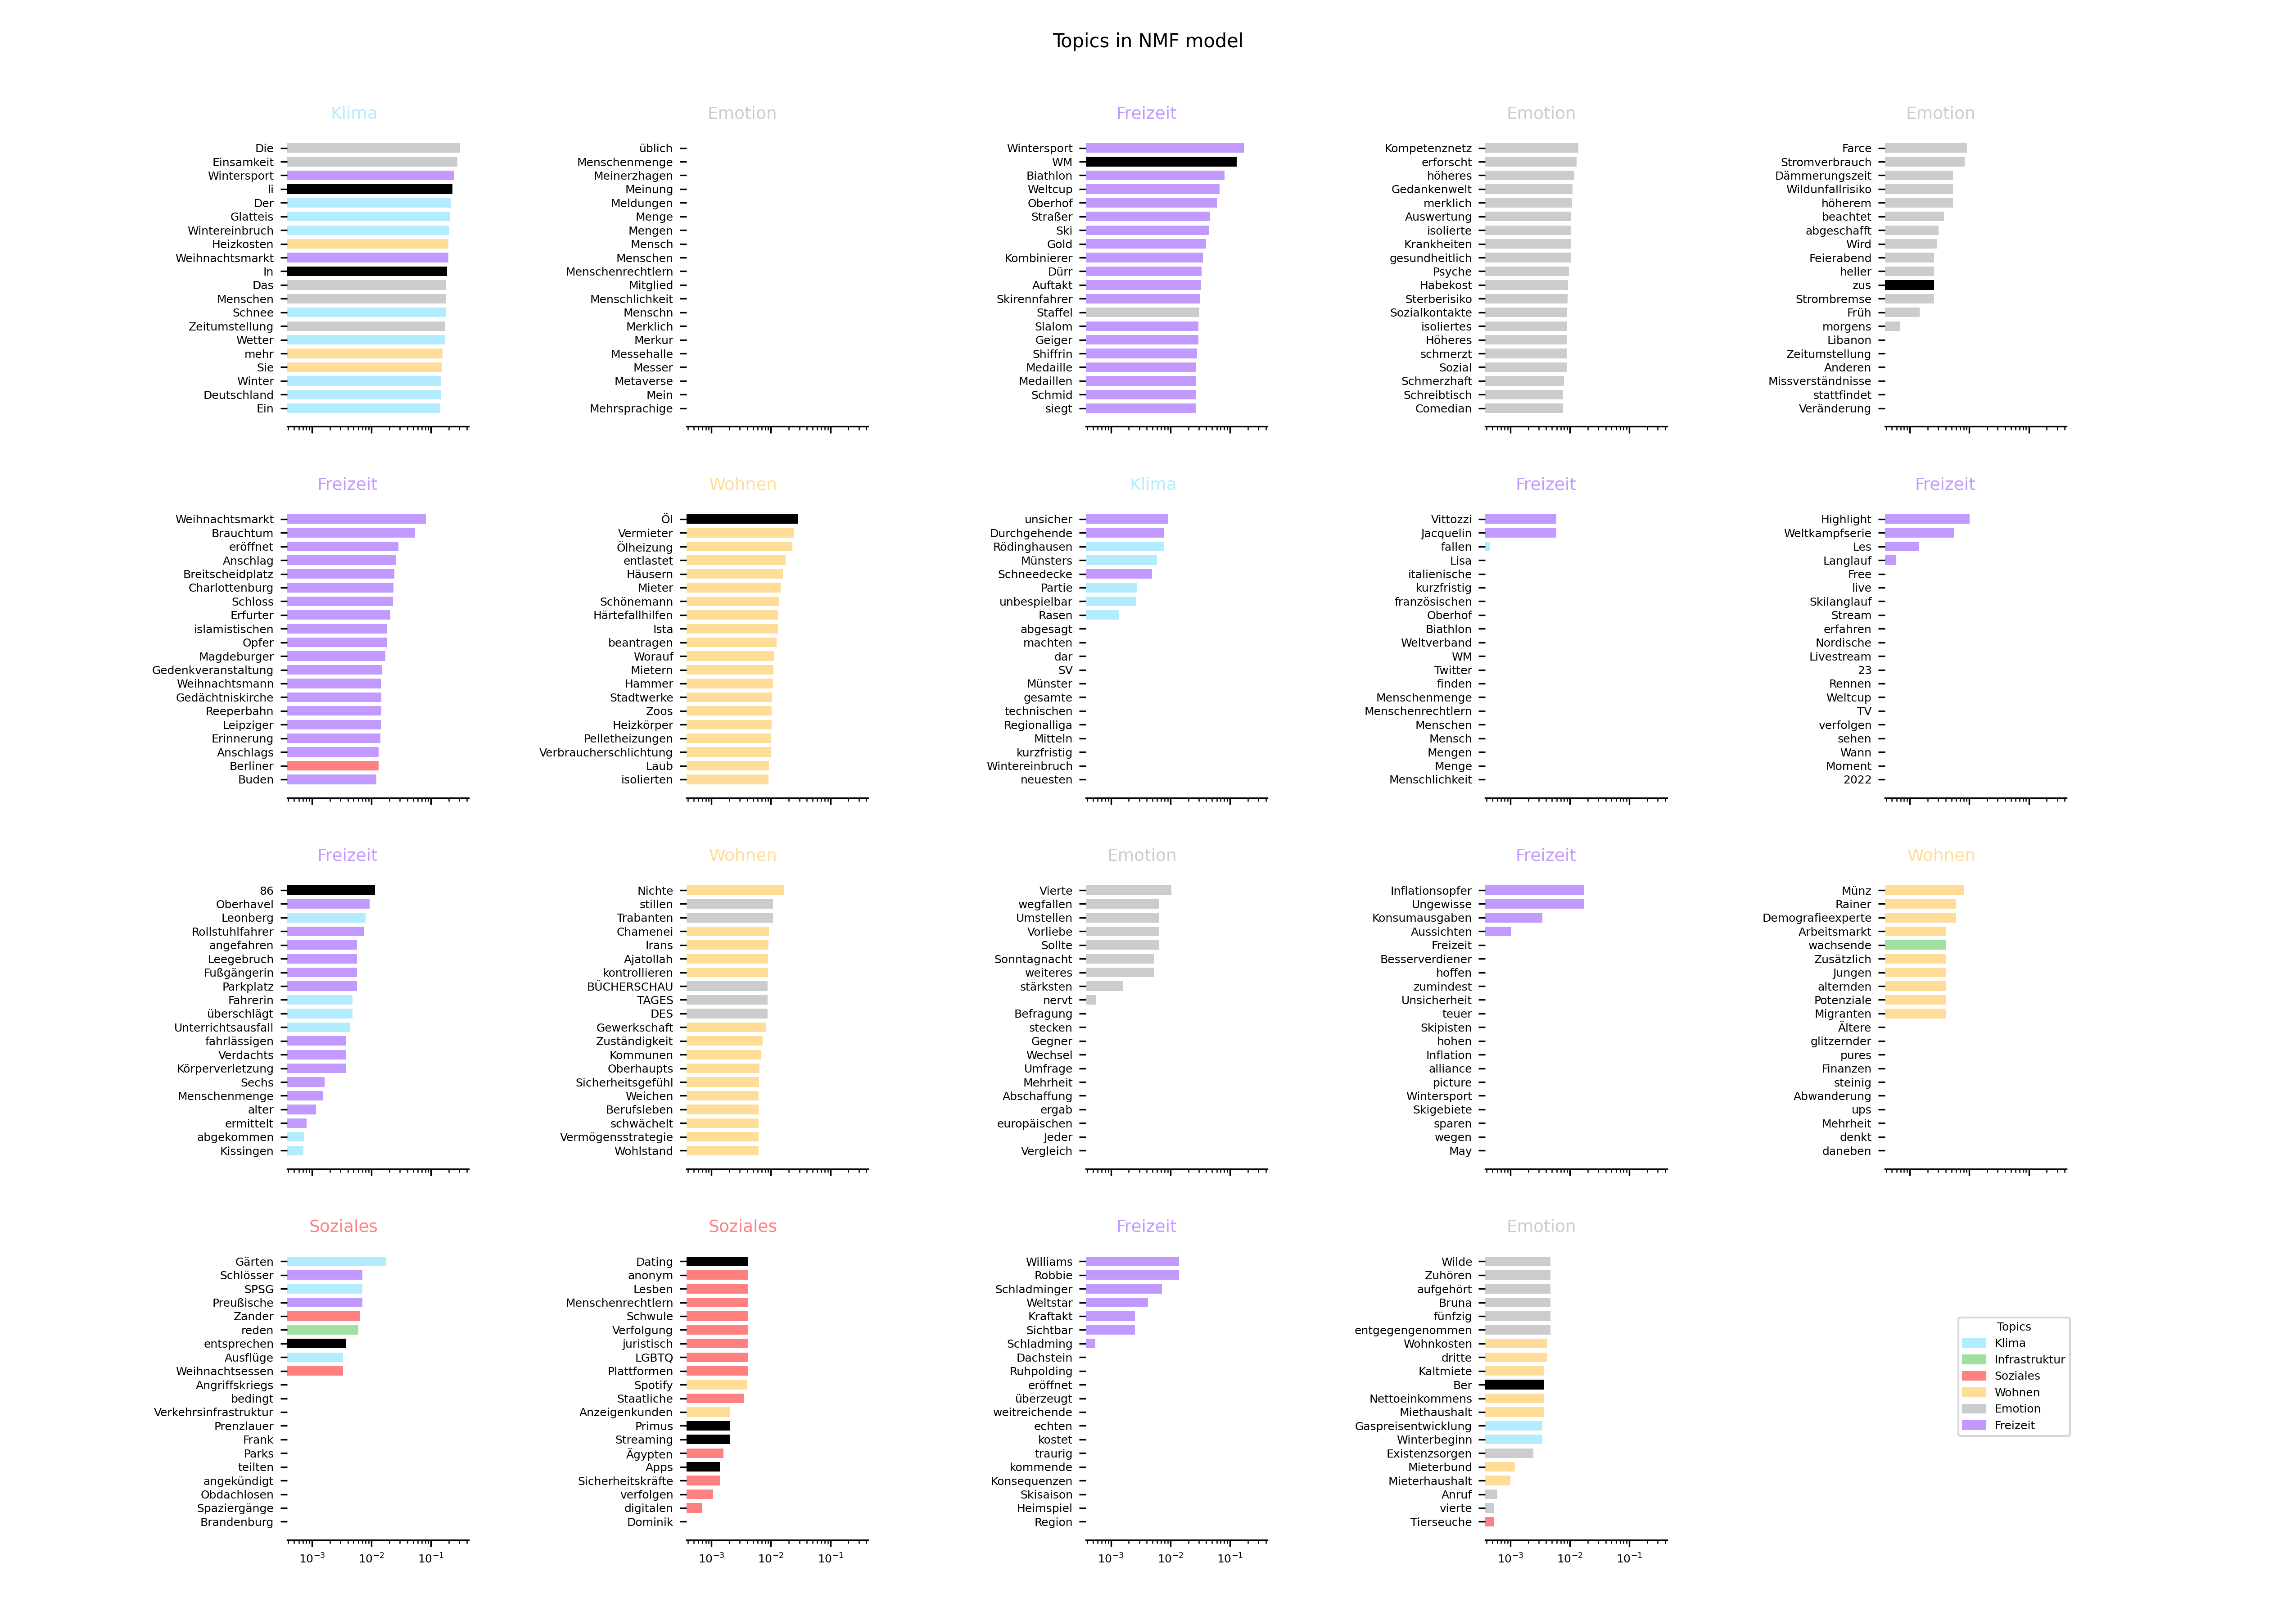 Topics in NMF model
Klima
Die
Einsamkeit
Wintersport
li
Der
Glatteis
Wintereinbruch
Heizkosten
Weihnachtsmarkt
In
Das
Menschen
Schnee
Zeitumstellung
Wetter
mehr
Sie
Winter
Deutschland
Ein
Emotion
üblich
Menschenmenge
Meinerzhagen
Meinung
Meldungen
Menge
Mengen
Mensch
Menschen
Menschenrechtlern
Mitglied
Menschlichkeit
Menschn
Merklich
Merkur
Messehalle
Messer
Metaverse
Mein
Mehrsprachige
Freizeit
Wintersport
WM
Biathlon
Weltcup
Oberhof
Straßer
Ski
Gold
Kombinierer
Dürr
Auftakt
Skirennfahrer
Staffel
Slalom
Geiger
Shiffrin
Medaille
Medaillen
Schmid
siegt
Emotion
Kompetenznetz
erforscht
höheres
Gedankenwelt
merklich
Auswertung
isolierte
Krankheiten
gesundheitlich
Psyche
Habekost
Sterberisiko
Sozialkontakte
isoliertes
Höheres
schmerzt
Sozial
Schmerzhaft
Schreibtisch
Comedian
Emotion
Farce
Stromverbrauch
Dämmerungszeit
Wildunfallrisiko
höherem
beachtet
abgeschafft
Wird
Feierabend
heller
zus
Strombremse
Früh
morgens
Libanon
Zeitumstellung
Anderen
Missverständnisse
stattfindet
Veränderung
Freizeit
Weihnachtsmarkt
Brauchtum
eröffnet
Anschlag
Breitscheidplatz
Charlottenburg
Schloss
Erfurter
islamistischen
Opfer
Magdeburger
Gedenkveranstaltung
Weihnachtsmann
Gedächtniskirche
Reeperbahn
Leipziger
Erinnerung
Anschlags
Berliner
Buden
Wohnen
Öl
Vermieter
Ölheizung
entlastet
Häusern
Mieter
Schönemann
Härtefallhilfen
Ista
beantragen
Worauf
Mietern
Hammer
Stadtwerke
Zoos
Heizkörper
Pelletheizungen
Verbraucherschlichtung
Laub
isolierten
Klima
unsicher
Durchgehende
Rödinghausen
Münsters
Schneedecke
Partie
unbespielbar
Rasen
abgesagt
machten
dar
SV
Münster
gesamte
technischen
Regionalliga
Mitteln
kurzfristig
Wintereinbruch
neuesten
Freizeit
Vittozzi
Jacquelin
fallen
Lisa
italienische
kurzfristig
französischen
Oberhof
Biathlon
Weltverband
WM
Twitter
finden
Menschenmenge
Menschenrechtlern
Menschen
Mensch
Mengen
Menge
Menschlichkeit
Freizeit
Highlight
Weltkampfserie
Les
Langlauf
Free
live
Skilanglauf
Stream
erfahren
Nordische
Livestream
23
Rennen
Weltcup
TV
verfolgen
sehen
Wann
Moment
2022
Freizeit
86
Oberhavel
Leonberg
Rollstuhlfahrer
angefahren
Leegebruch
Fußgängerin
Parkplatz
Fahrerin
überschlägt
Unterrichtsausfall
fahrlässigen
Verdachts
Körperverletzung
Sechs
Menschenmenge
alter
ermittelt
abgekommen
Kissingen
Wohnen
Nichte
stillen
Trabanten
Chamenei
Irans
Ajatollah
kontrollieren
BÜCHERSCHAU
TAGES
DES
Gewerkschaft
Zuständigkeit
Kommunen
Oberhaupts
Sicherheitsgefühl
Weichen
Berufsleben
schwächelt
Vermögensstrategie
Wohlstand
Emotion
Vierte
wegfallen
Umstellen
Vorliebe
Sollte
Sonntagnacht
weiteres
stärksten
nervt
Befragung
stecken
Gegner
Wechsel
Umfrage
Mehrheit
Abschaffung
ergab
europäischen
Jeder
Vergleich
Freizeit
Inflationsopfer
Ungewisse
Konsumausgaben
Aussichten
Freizeit
Besserverdiener
hoffen
zumindest
Unsicherheit
teuer
Skipisten
hohen
Inflation
alliance
picture
Wintersport
Skigebiete
sparen
wegen
May
Wohnen
Münz
Rainer
Demografieexperte
Arbeitsmarkt
wachsende
Zusätzlich
Jungen
alternden
Potenziale
Migranten
Ältere
glitzernder
pures
Finanzen
steinig
Abwanderung
ups
Mehrheit
denkt
daneben
Soziales
Gärten
Schlösser
SPSG
Preußische
Zander
reden
entsprechen
Ausflüge
Weihnachtsessen
Angriffskriegs
bedingt
Verkehrsinfrastruktur
Prenzlauer
Frank
Parks
teilten
angekündigt
Obdachlosen
Spaziergänge
Brandenburg
10⁻³ 10⁻² 10⁻¹
Soziales
Dating
anonym
Lesben
Menschenrechtlern
Schwule
Verfolgung
juristisch
LGBTQ
Plattformen
Spotify
Staatliche
Anzeigenkunden
Primus
Streaming
Ägypten
Apps
Sicherheitskräfte
verfolgen
digitalen
Dominik
10⁻³ 10⁻² 10⁻¹
Freizeit
Williams
Robbie
Schladminger
Weltstar
Kraftakt
Sichtbar
Schladming
Dachstein
Ruhpolding
eröffnet
überzeugt
weitreichende
echten
kostet
traurig
kommende
Konsequenzen
Skisaison
Heimspiel
Region
10⁻³ 10⁻² 10⁻¹
Emotion
Wilde
Zuhören
aufgehört
Bruna
fünfzig
entgegengenommen
Wohnkosten
dritte
Kaltmiete
Ber
Nettoeinkommens
Miethaushalt
Gaspreisentwicklung
Winterbeginn
Existenzsorgen
Mieterbund
Mieterhaushalt
Anruf
vierte
Tierseuche
10⁻³ 10⁻² 10⁻¹
Topics
Klima
Infrastruktur
Soziales
Wohnen
Emotion
Freizeit